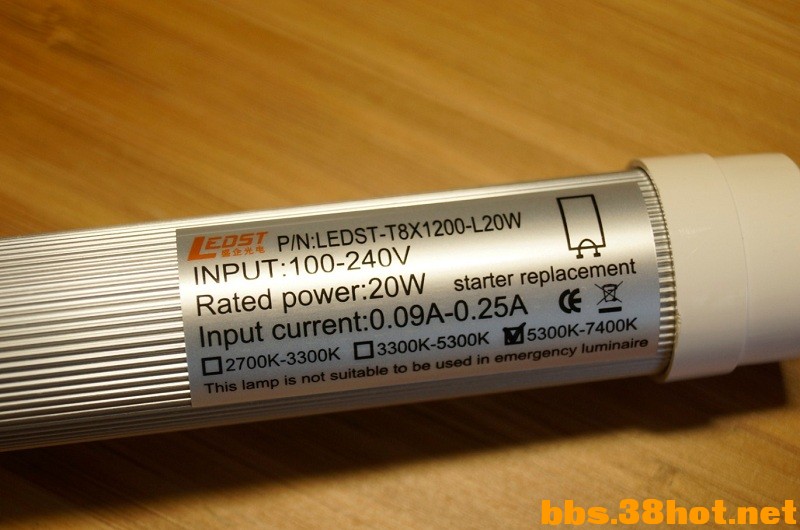 LEDST P/N:LEDST-T8X1200-L20W
INPUT:100-240V
Rated power:20W starter replacement
Input current:0.09A-0.25A CE
2700K-3300K 3300K-5300K 5300K-7400K
This lamp is not suitable to be used in emergency luminaire
bbs.38hot.net